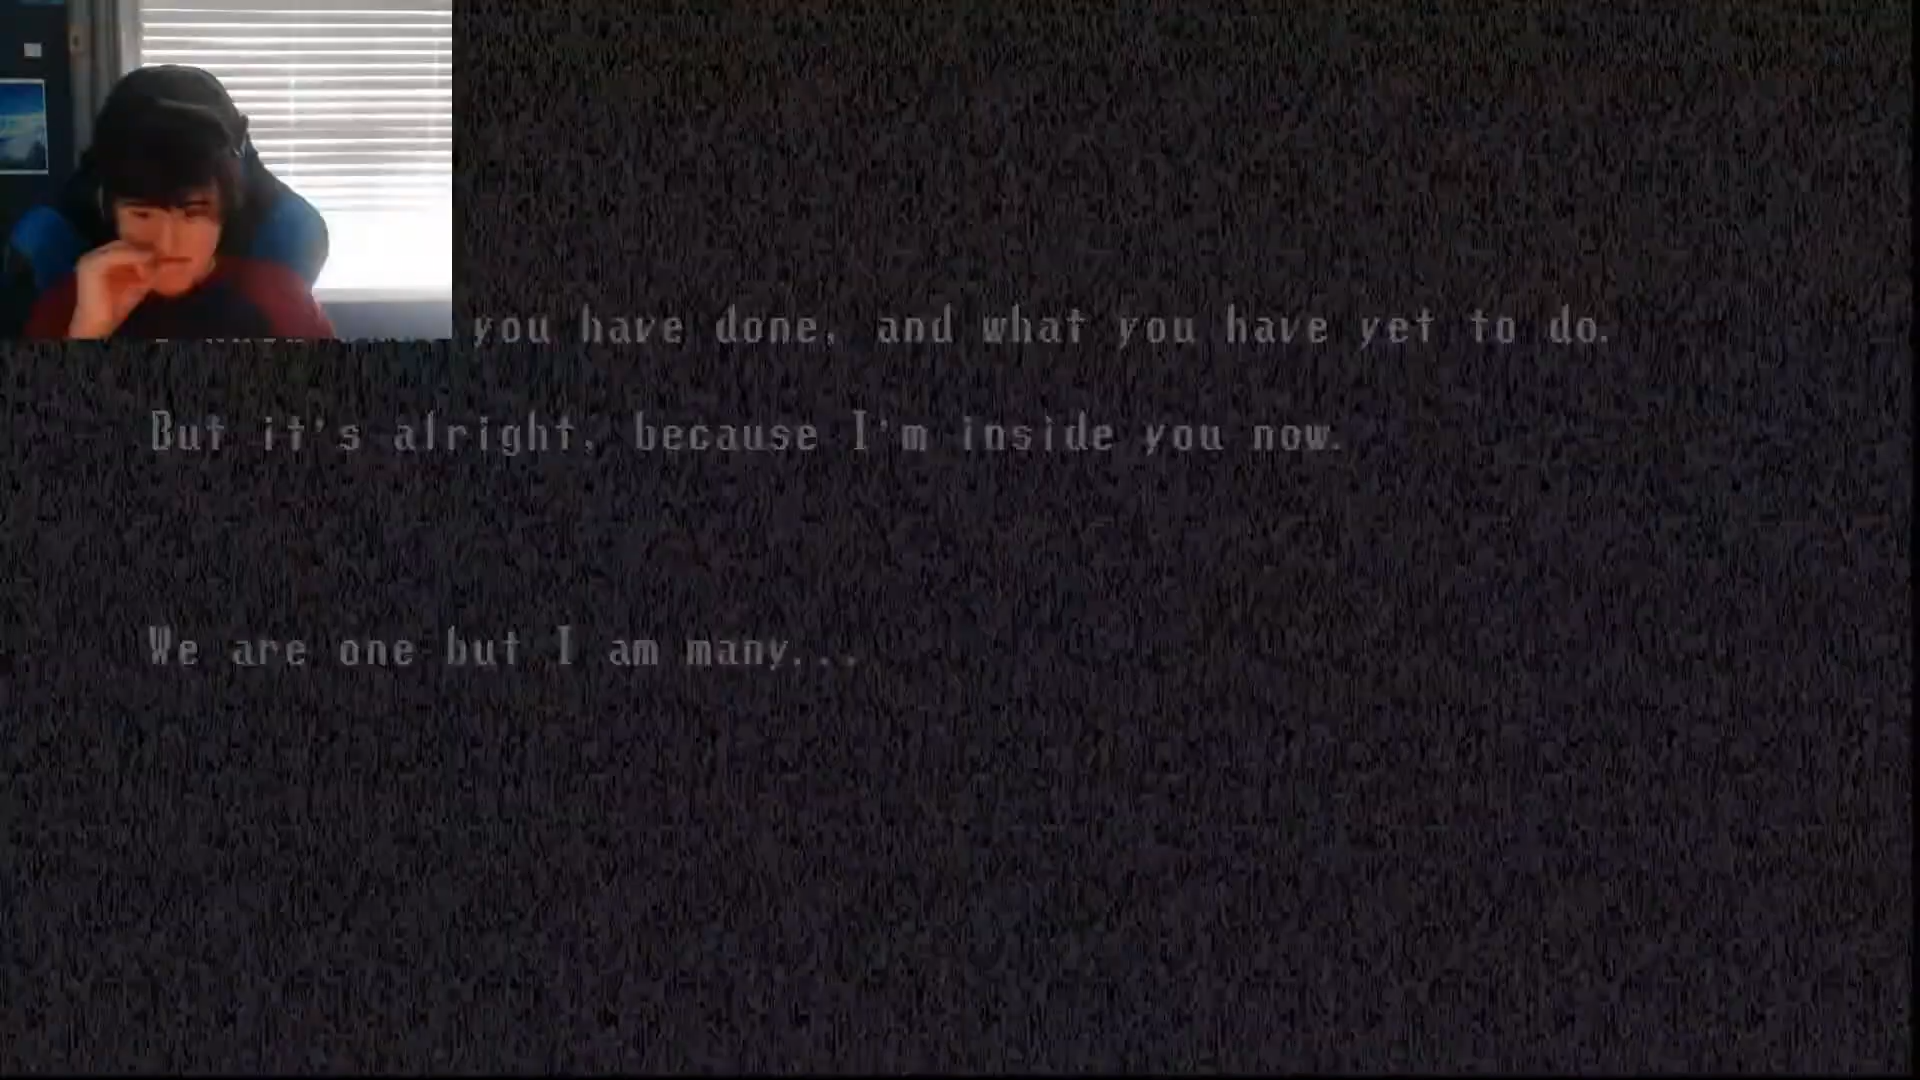 you have done, and what you have yet to do.
But it's alright, because I'm inside you now.
We are one but I am many...